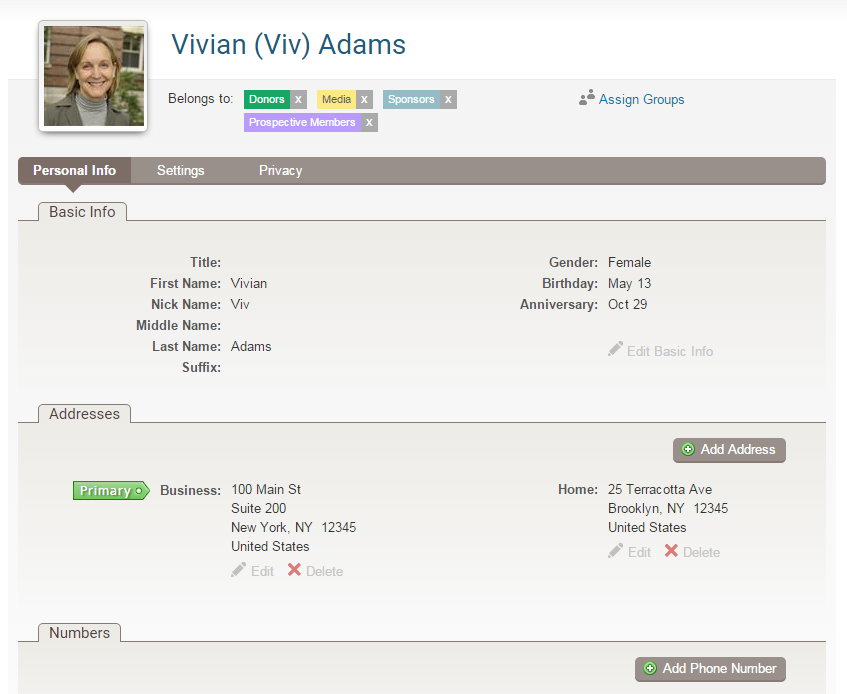 Vivian (Viv) Adams
Belongs to: Donors x Media x Sponsors x
Prospective Members x
Assign Groups
Personal Info Settings Privacy
Basic Info
Title:
First Name: Vivian
Nick Name: Viv
Middle Name:
Last Name: Adams
Suffix:
Gender: Female
Birthday: May 13
Anniversary: Oct 29
Edit Basic Info
Addresses
Add Address
Primary Business: 100 Main St
Suite 200
New York, NY 12345
United States
Edit Delete
Home: 25 Terracotta Ave
Brooklyn, NY 12345
United States
Edit Delete
Numbers
Add Phone Number